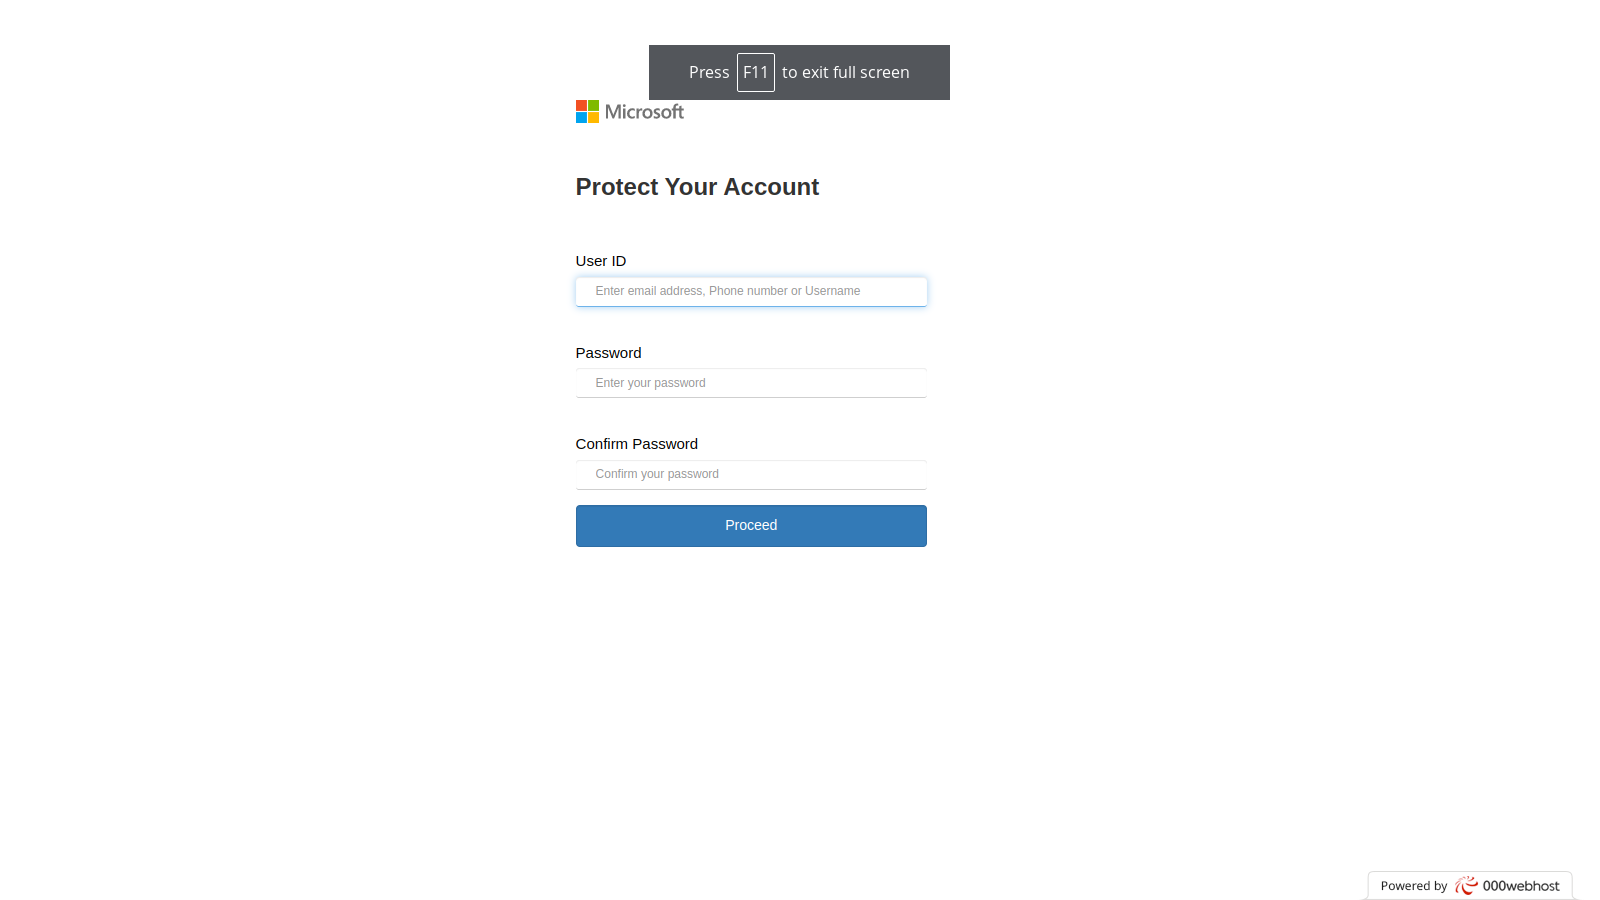 Press F11 to exit full screen
Microsoft
Protect Your Account
User ID
Enter email address, Phone number or Username
Password
Enter your password
Confirm Password
Confirm your password
Proceed
Powered by 000webhost